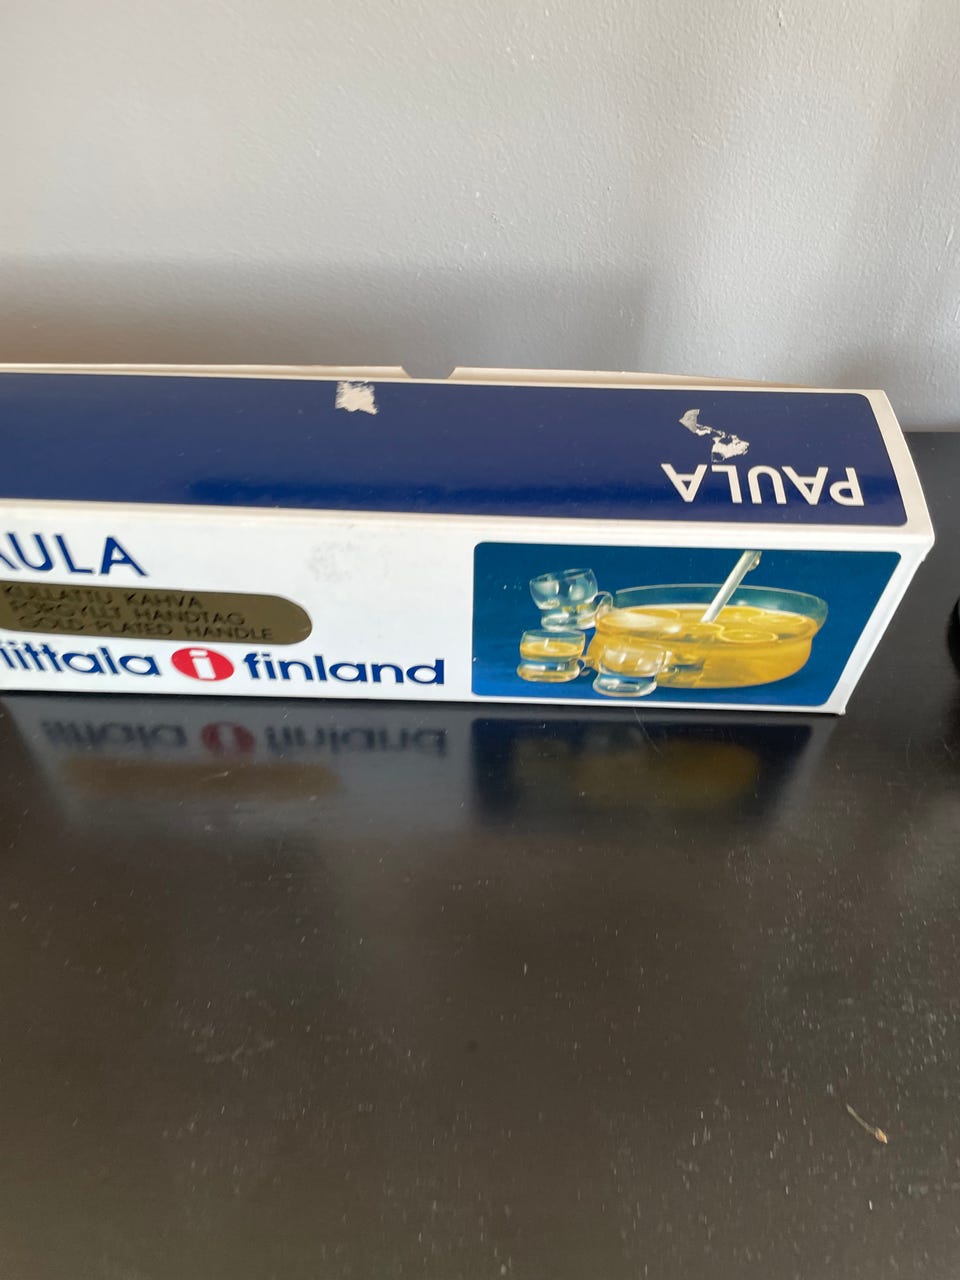 PAULA
AULA
KULLATTU KAHVA
FÖRGYLLT HANDTAG
GOLD PLATED HANDLE
iittala i finland